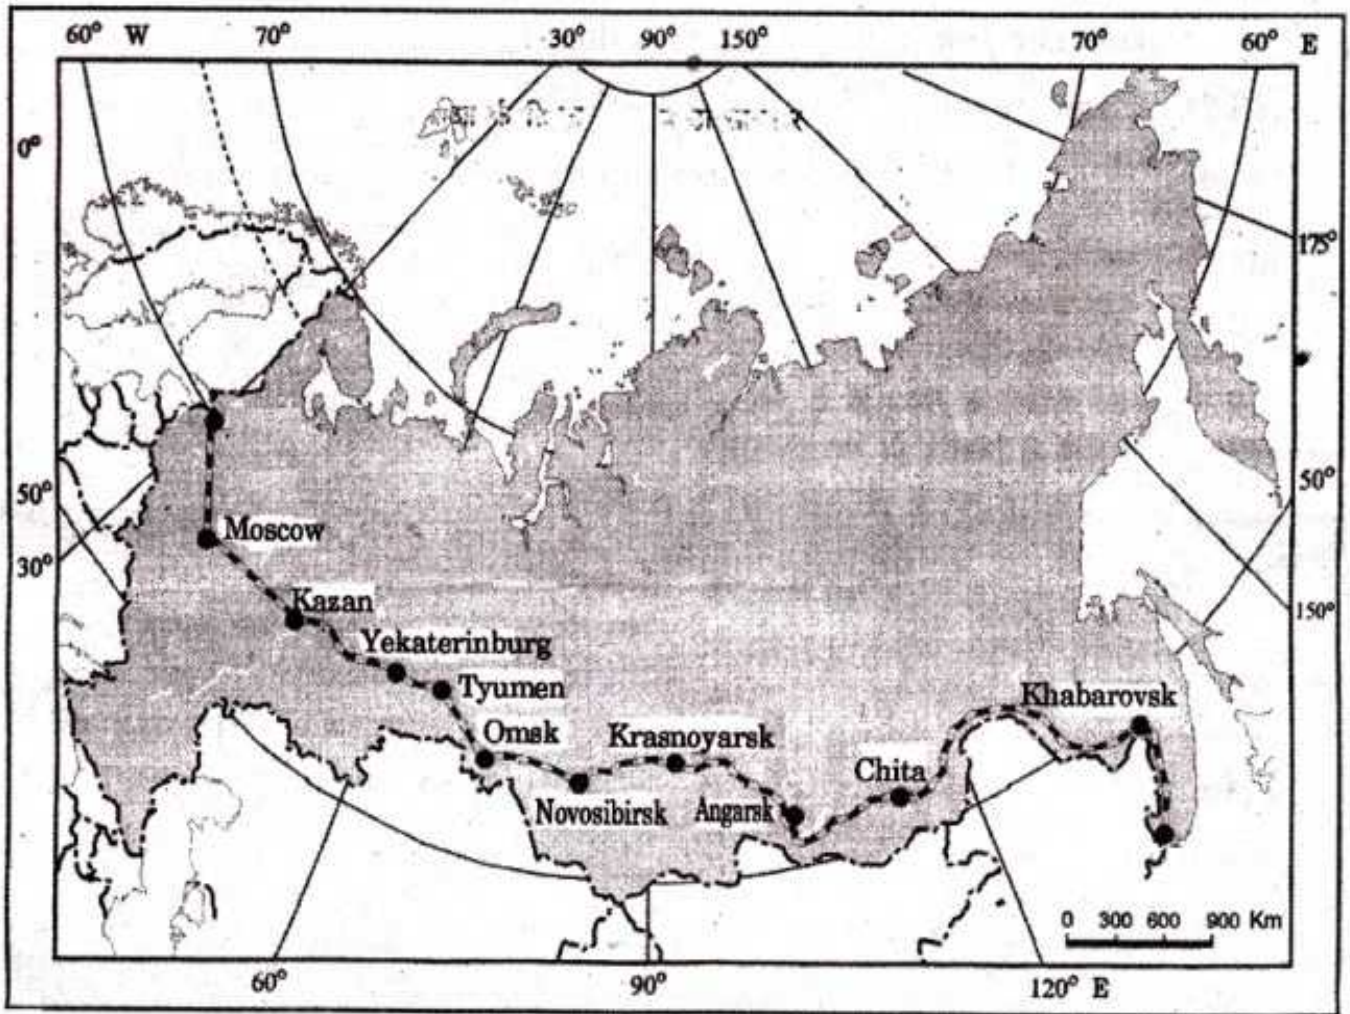 60° W 70° 30° 90° 150° 70° 60° E
0°
175°
50° 50°
Moscow
30°
Kazan
150°
Yekaterinburg
Tyumen
Khabarovsk
Omsk Krasnoyarsk
Chita
Novosibirsk Angarsk
0 300 600 900 Km
60° 90° 120° E